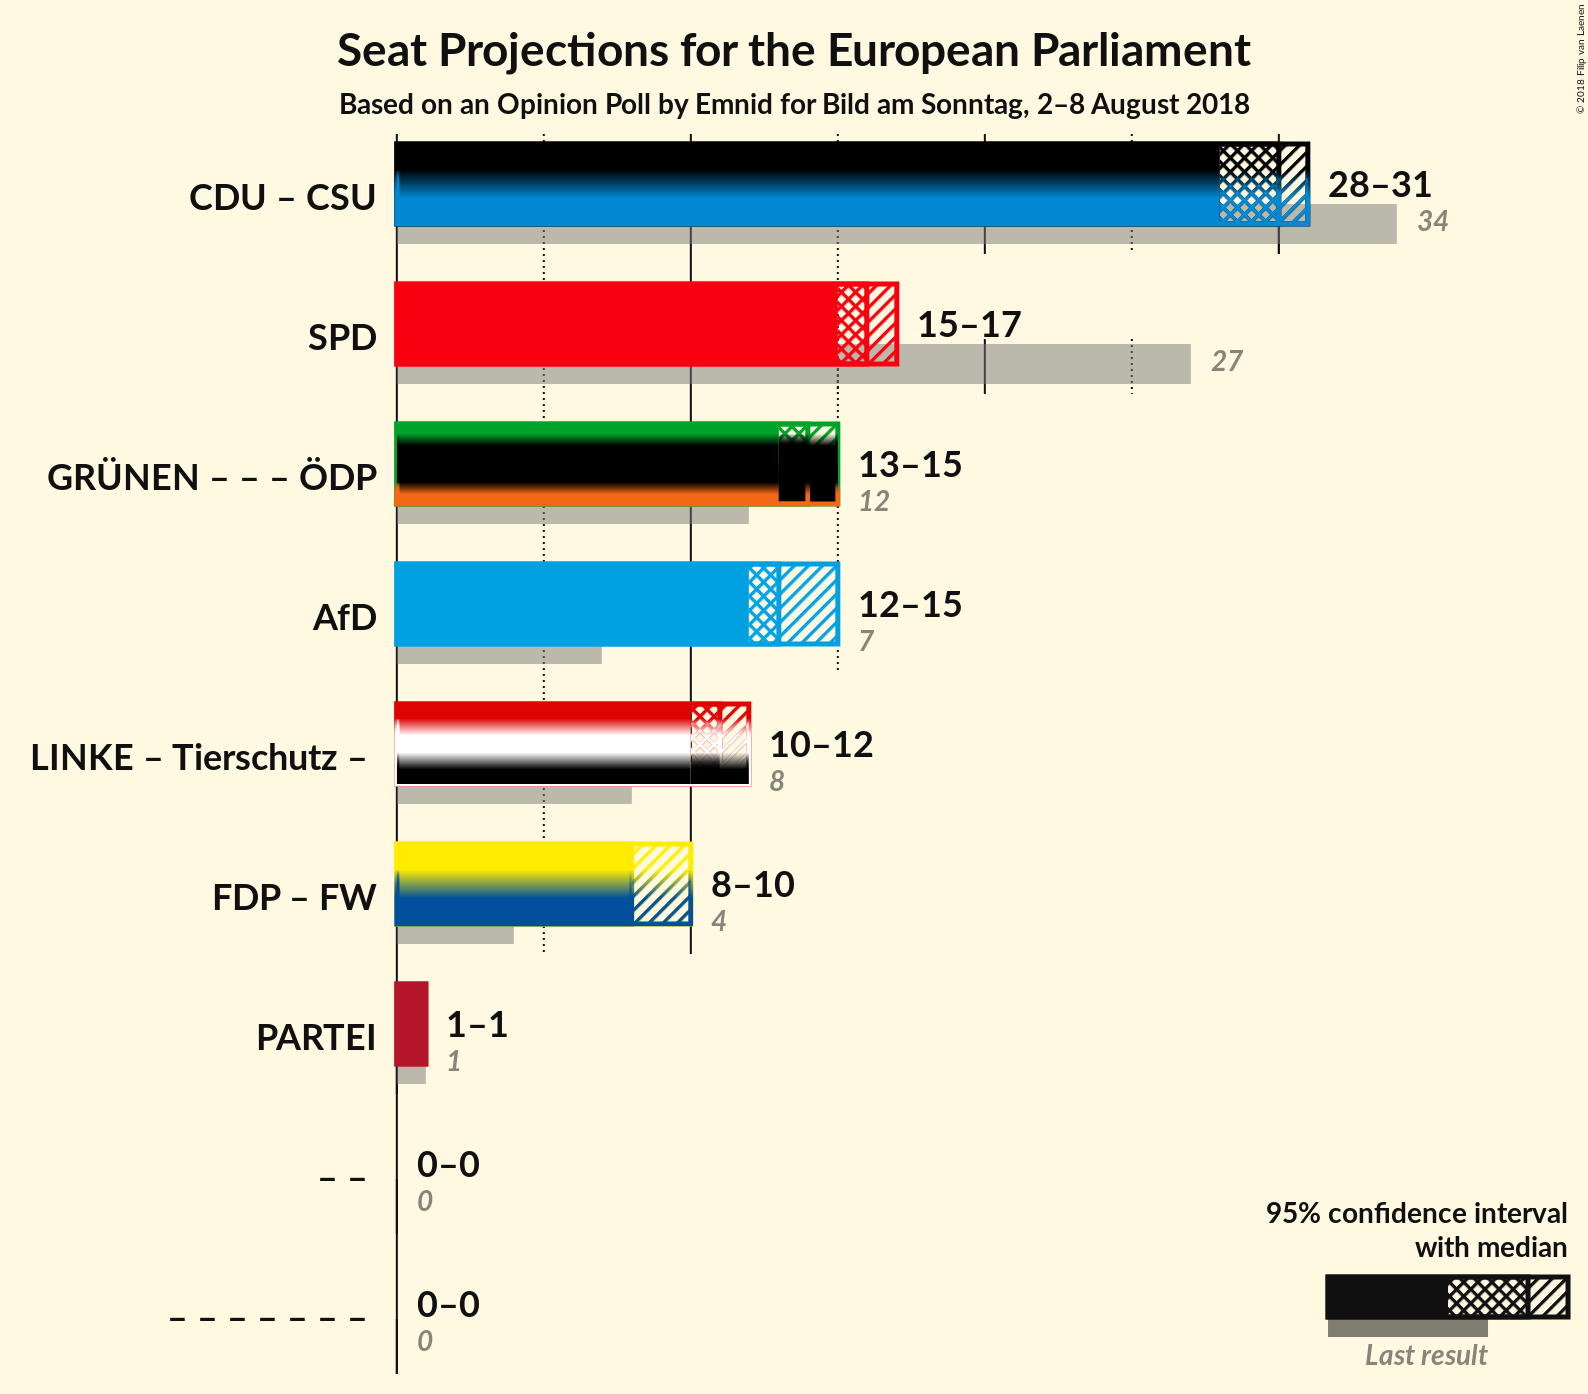 Seat Projections for the European Parliament
Based on an Opinion Poll by Emnid for Bild am Sonntag, 2–8 August 2018
© 2018 Filip van Laenen
CDU – CSU
28–31
34
SPD
15–17
27
GRÜNEN – – – ÖDP
13–15
12
AfD
12–15
7
LINKE – Tierschutz –
10–12
8
FDP – FW
8–10
4
PARTEI
1–1
1
– –
0–0
0
– – – – – – –
0–0
0
95% confidence interval
with median
Last result